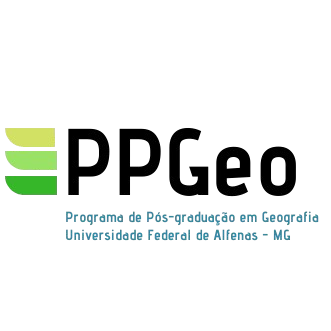 PPGeo
Programa de Pós-graduação em Geografia
Universidade Federal de Alfenas - MG